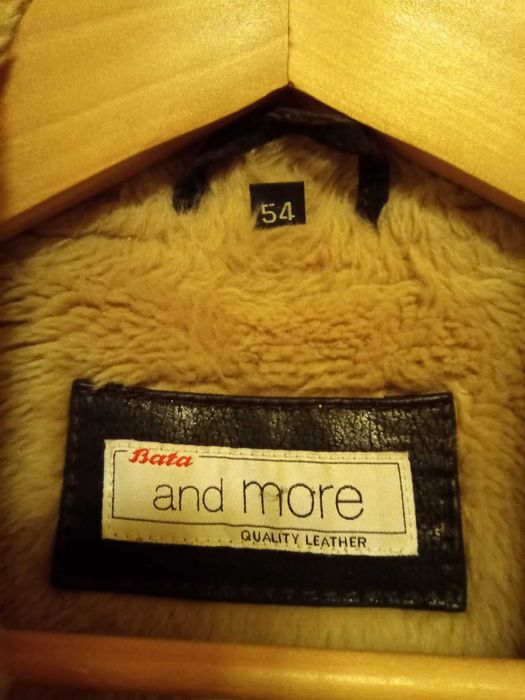 54
Bata
and more
QUALITY LEATHER